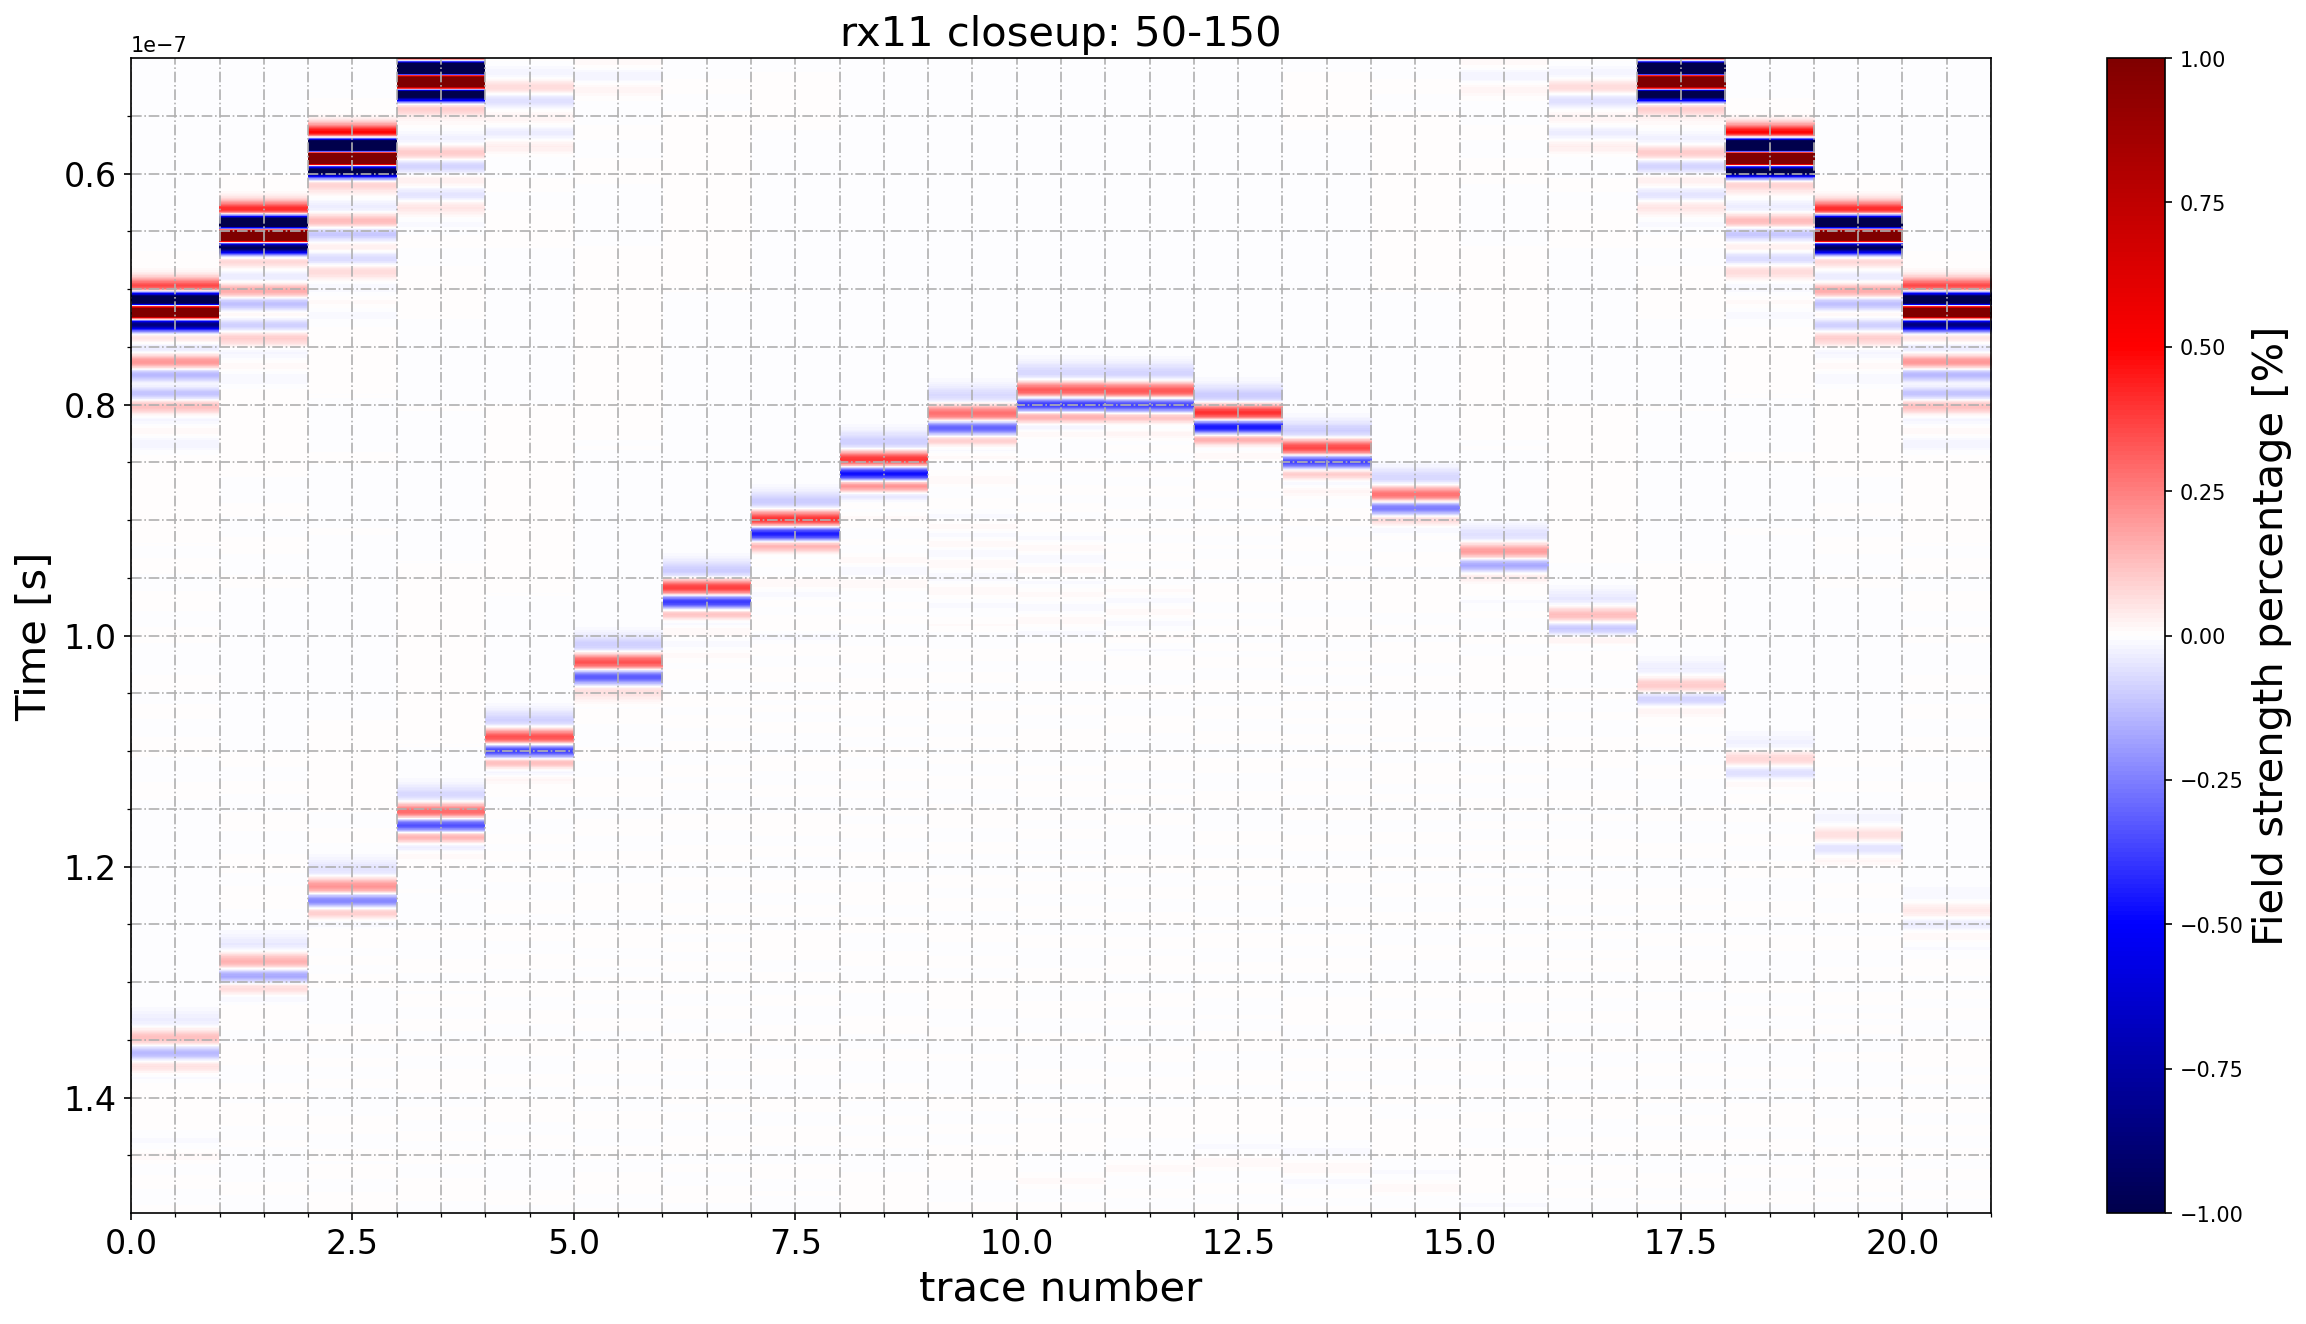 rx11 closeup: 50-150
1e−7
0.6
0.8
1.0
1.2
1.4
Time [s]
0.0 2.5 5.0 7.5 10.0 12.5 15.0 17.5 20.0
trace number
1.00
0.75
0.50
0.25
0.00
−0.25
−0.50
−0.75
−1.00
Field strength percentage [%]